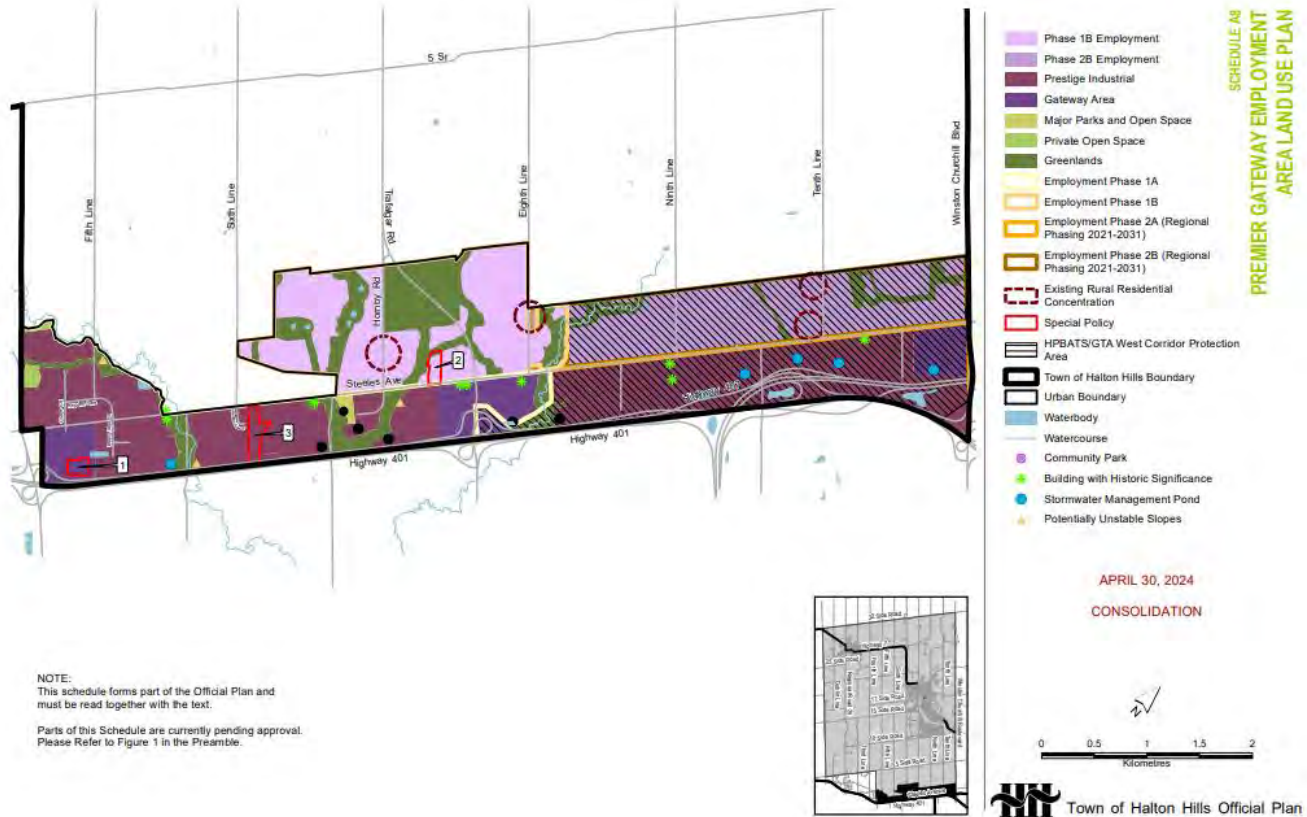 SCHEDULE A8
PREMIER GATEWAY EMPLOYMENT
AREA LAND USE PLAN
5 Sr
Fifth Line
Sixth Line
Trafalgar Rd
Hornby Rd
Eighth Line
Ninth Line
Tenth Line
Winston Churchill Blvd
Steeles Ave
2
3
1
Highway 401
Highway 401
Phase 1B Employment
Phase 2B Employment
Prestige Industrial
Gateway Area
Major Parks and Open Space
Private Open Space
Greenlands
Employment Phase 1A
Employment Phase 1B
Employment Phase 2A (Regional
Phasing 2021-2031)
Employment Phase 2B (Regional
Phasing 2021-2031)
Existing Rural Residential
Concentration
Special Policy
HPBATS/GTA West Corridor Protection
Area
Town of Halton Hills Boundary
Urban Boundary
Waterbody
Watercourse
Community Park
Building with Historic Significance
Stormwater Management Pond
Potentially Unstable Slopes
APRIL 30, 2024
CONSOLIDATION
NOTE:
This schedule forms part of the Official Plan and
must be read together with the text.
Parts of this Schedule are currently pending approval.
Please Refer to Figure 1 in the Preamble.
5 Side Road
Highway 401
0 0.5 1 1.5 2
Kilometres
Town of Halton Hills Official Plan